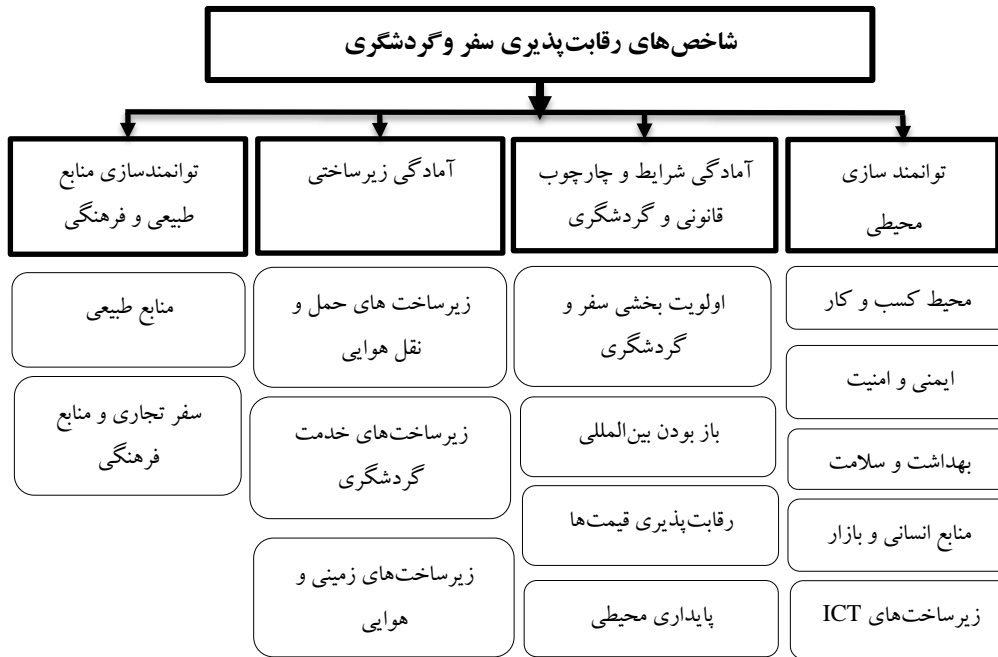 شاخص‌های رقابت‌پذیری سفر وگردشگری
توانمند سازی
محیطی
محیط کسب و کار
ایمنی و امنیت
بهداشت و سلامت
منابع انسانی و بازار
زیرساخت‌های ICT
آمادگی شرایط و چارچوب
قانونی و گردشگری
اولویت بخشی سفر و
گردشگری
باز بودن بین‌المللی
رقابت‌پذیری قیمت‌ها
پایداری محیطی
آمادگی زیرساختی
زیرساخت های حمل و
نقل هوایی
زیرساخت‌های خدمت
گردشگری
زیرساخت‌های زمینی و
هوایی
توانمندسازی منابع
طبیعی و فرهنگی
منابع طبیعی
سفر تجاری و منابع
فرهنگی